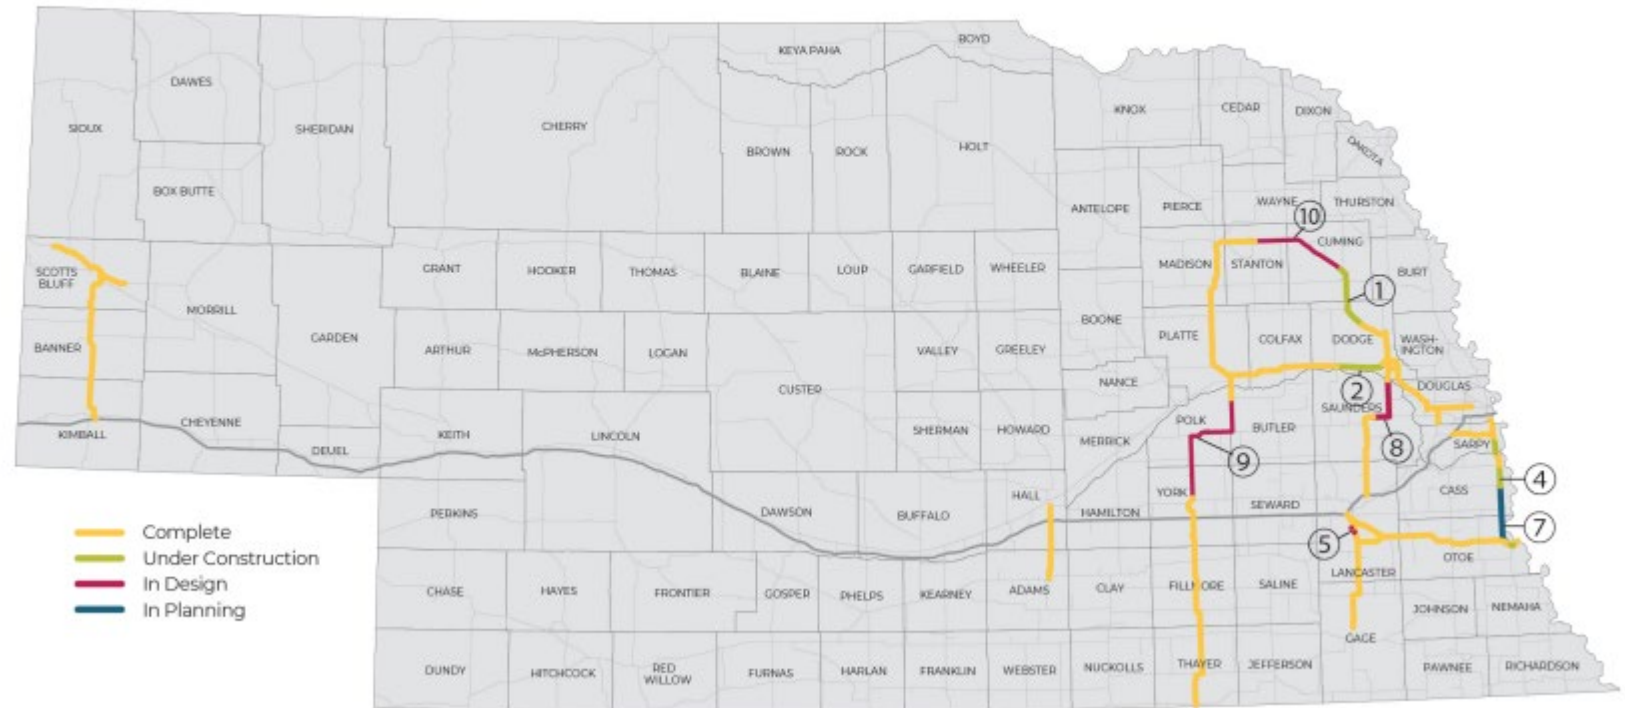 BOYD
KEYA PAHA
DAWES
KNOX
CEDAR
DIXON
SIOUX
SHERIDAN
CHERRY
BROWN
ROCK
HOLT
DAKOTA
BOX BUTTE
ANTELOPE
PIERCE
WAYNE
THURSTON
10
CUMING
SCOTTS
BLUFF
GRANT
HOOKER
THOMAS
BLAINE
LOUP
GARFIELD
WHEELER
MADISON
STANTON
BURT
1
MORRILL
BOONE
BANNER
GARDEN
ARTHUR
McPHERSON
LOGAN
VALLEY
GREELEY
PLATTE
COLFAX
DODGE
WASH-
INGTON
CUSTER
NANCE
2
DOUGLAS
SAUNDERS
KIMBALL
CHEYENNE
DEUEL
KEITH
LINCOLN
SHERMAN
HOWARD
MERRICK
POLK
BUTLER
8
SARPY
9
4
PERKINS
DAWSON
BUFFALO
HALL
HAMILTON
YORK
SEWARD
CASS
7
5
OTOE
LANCASTER
Complete
Under Construction
In Design
In Planning
CHASE
HAYES
FRONTIER
GOSPER
PHELPS
KEARNEY
ADAMS
CLAY
FILLMORE
SALINE
JOHNSON
NEMAHA
GAGE
DUNDY
HITCHCOCK
RED
WILLOW
FURNAS
HARLAN
FRANKLIN
WEBSTER
NUCKOLLS
THAYER
JEFFERSON
PAWNEE
RICHARDSON